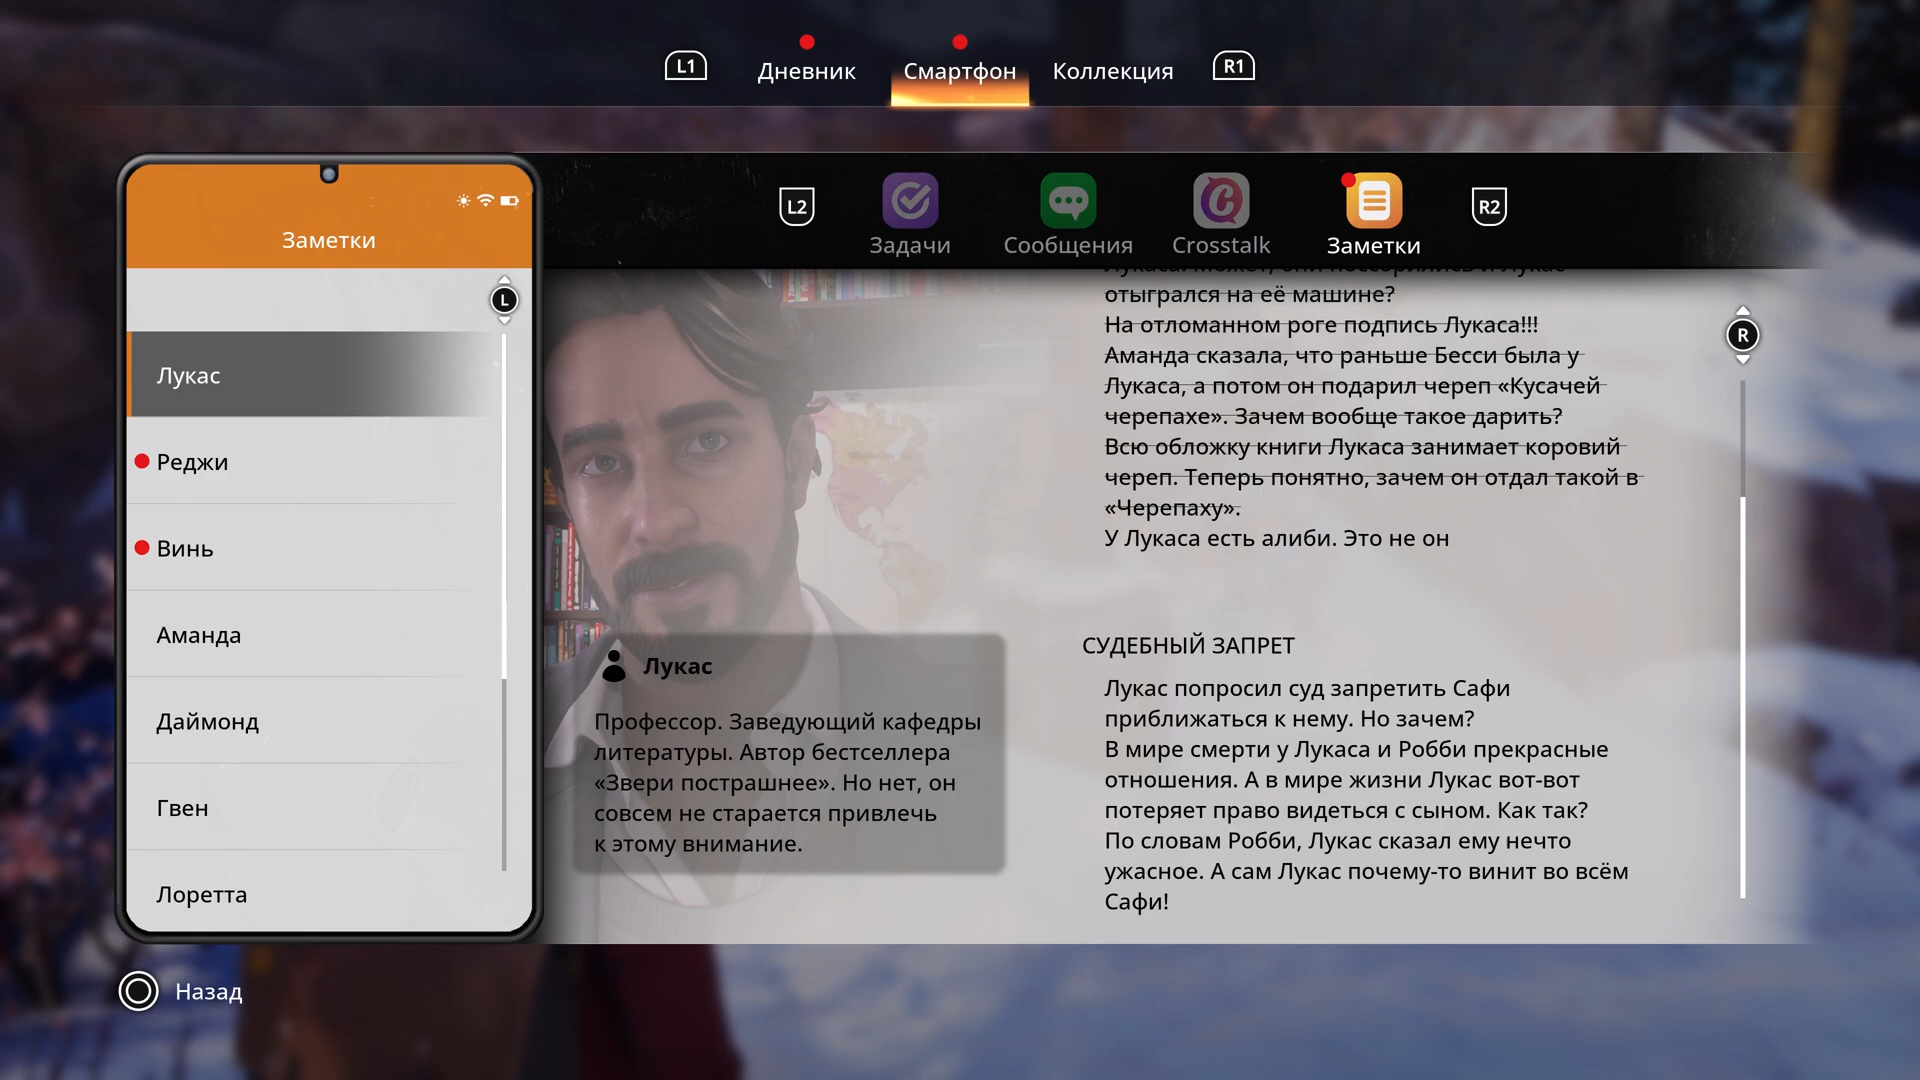 L1
Дневник
Смартфон
Коллекция
R1
L2
Задачи
Сообщения
Crosstalk
Заметки
R2
Заметки
L
Лукас
Реджи
Винь
Аманда
Даймонд
Гвен
Лоретта
Лукас
Профессор. Заведующий кафедры
литературы. Автор бестселлера
«Звери пострашнее». Но нет, он
совсем не старается привлечь
к этому внимание.
Лукаса. Может, они поссорились и Лукас
отыгрался на её машине?
На отломанном роге подпись Лукаса!!!
Аманда сказала, что раньше Бесси была у
Лукаса, а потом он подарил череп «Кусачей
черепахе». Зачем вообще такое дарить?
Всю обложку книги Лукаса занимает коровий
череп. Теперь понятно, зачем он отдал такой в
«Черепаху».
У Лукаса есть алиби. Это не он
СУДЕБНЫЙ ЗАПРЕТ
Лукас попросил суд запретить Сафи
приближаться к нему. Но зачем?
В мире смерти у Лукаса и Робби прекрасные
отношения. А в мире жизни Лукас вот-вот
потеряет право видеться с сыном. Как так?
По словам Робби, Лукас сказал ему нечто
ужасное. А сам Лукас почему-то винит во всём
Сафи!
R
Назад